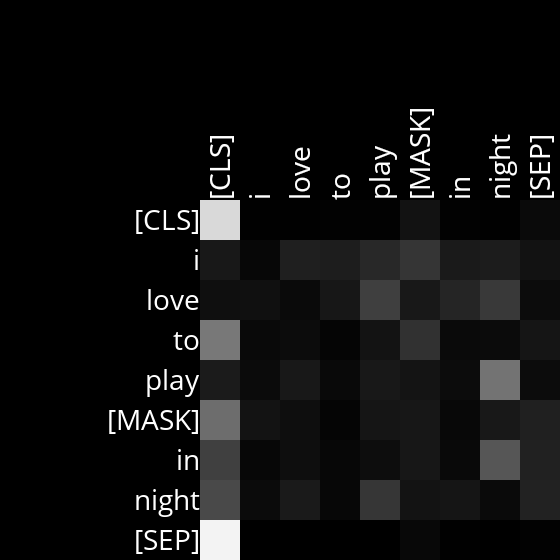 [CLS] i love to play [MASK] in night [SEP]
[CLS]
i
love
to
play
[MASK]
in
night
[SEP]